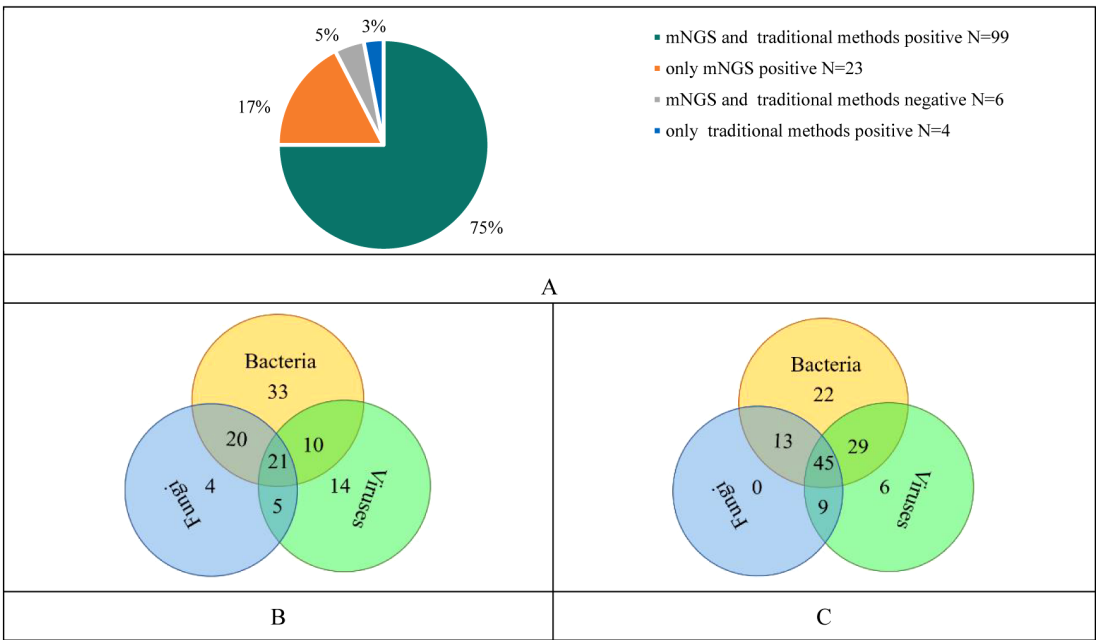 3%
5%
17%
75%
mNGS and traditional methods positive N=99
only mNGS positive N=23
mNGS and traditional methods negative N=6
only traditional methods positive N=4
A
Bacteria
33
20
10
21
Fungi
4
14
Viruses
5
B
Bacteria
22
13
29
45
Fungi
0
6
Viruses
9
C